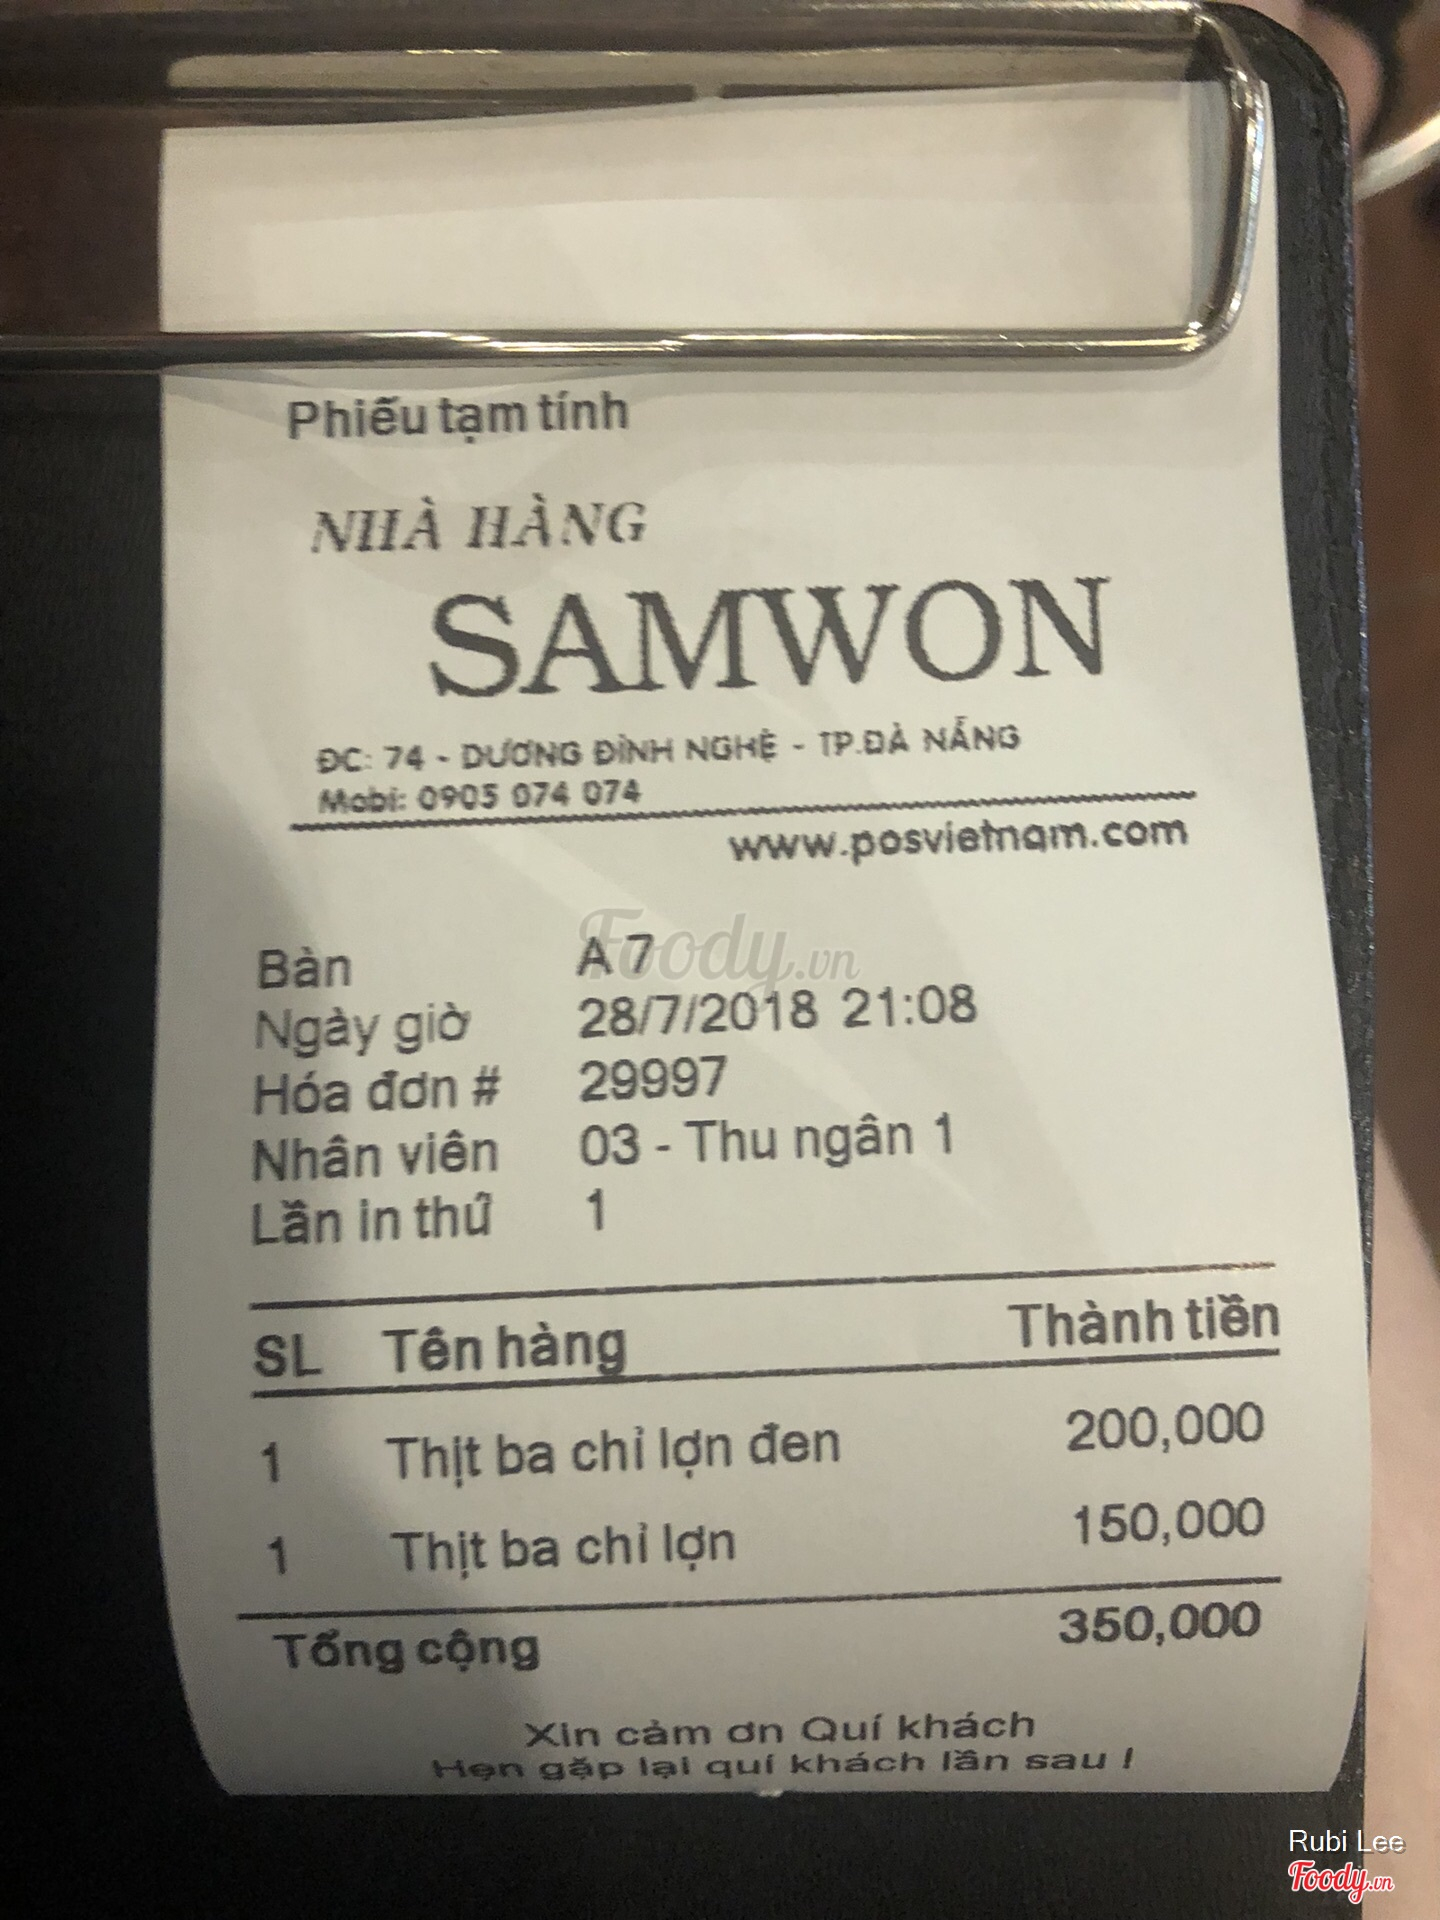 Phiếu tạm tính
NHÀ HÀNG
SAMWON
ĐC: 74 - DƯƠNG ĐÌNH NGHỆ - TP.ĐÀ NẴNG
Mobi: 0905 074 074
www.posvietnam.com
Bàn A 7
Ngày giờ 28/7/2018 21:08
Hóa đơn # 29997
Nhân viên 03 - Thu ngân 1
Lần in thứ 1
SL Tên hàng Thành tiền
1 Thịt ba chỉ lợn đen 200,000
1 Thịt ba chỉ lợn 150,000
Tổng cộng 350,000
Xin cảm ơn Quí khách
Hẹn gặp lại quí khách lần sau !
Foody.vn
Rubi Lee
Foody.vn